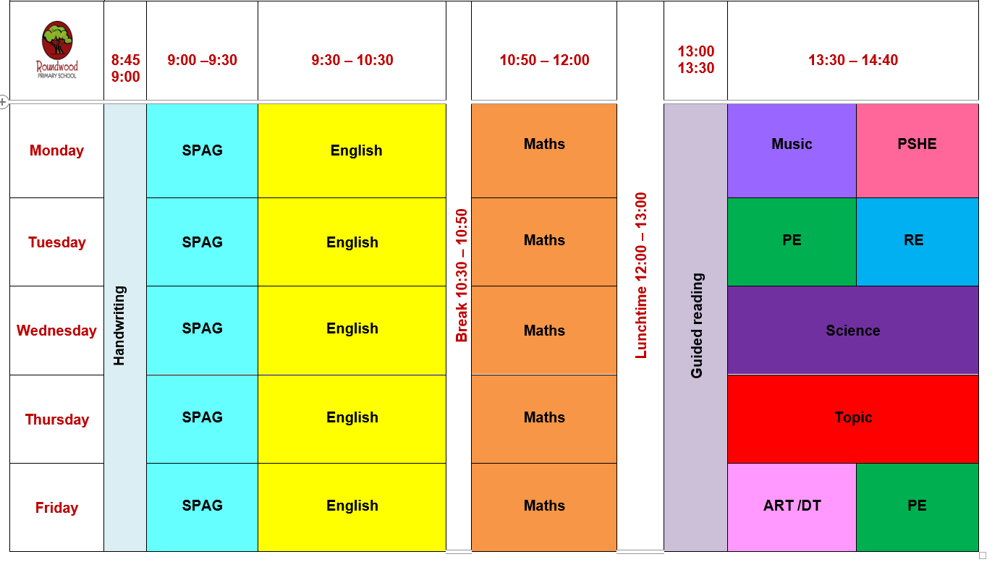 Roundwood
PRIMARY SCHOOL
8:45
9:00
9:00 –9:30
9:30 – 10:30
10:50 – 12:00
13:00
13:30
13:30 – 14:40
Monday
SPAG
English
Maths
Music
PSHE
Tuesday
SPAG
English
Maths
PE
RE
Wednesday
SPAG
English
Maths
Science
Thursday
SPAG
English
Maths
Topic
Friday
SPAG
English
Maths
ART /DT
PE
Handwriting
Break 10:30 – 10:50
Lunchtime 12:00 – 13:00
Guided reading